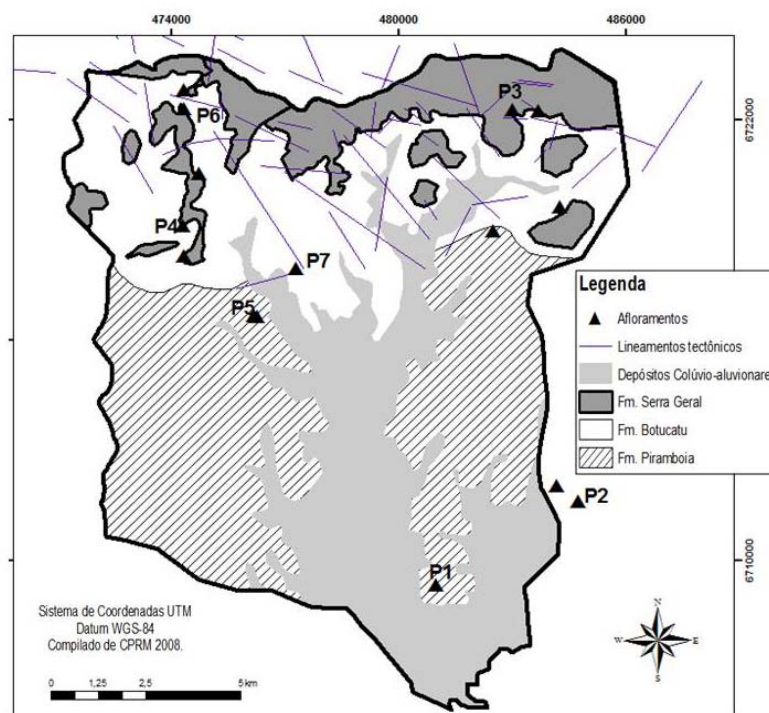 474000 480000 486000
P3
P6
6722000
P4
P7
P5
Legenda
Afloramentos
Lineamentos tectônicos
Depósitos Colúvio-aluvionare
Fm. Serra Geral
Fm. Botucatu
Fm. Piramboia
P2
P1
6710000
Sistema de Coordenadas UTM
Datum WGS-84
Compilado de CPRM 2008.
N
W E
S
0 1,25 2,5 5 km